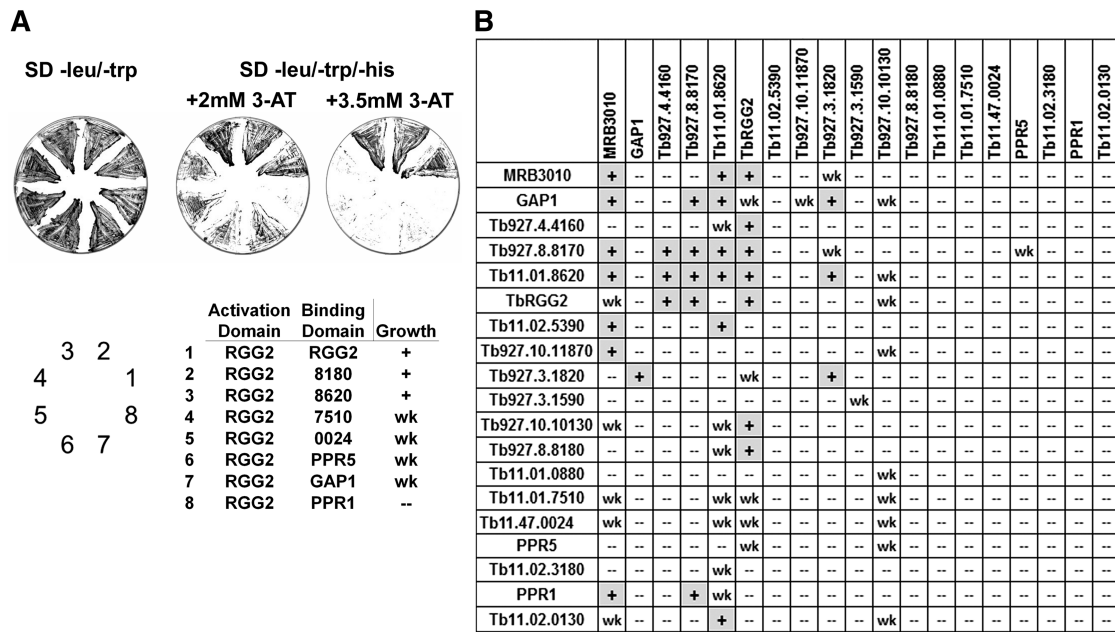 A
SD -leu/-trp
SD -leu/-trp/-his
+2mM 3-AT +3.5mM 3-AT
3 2
4 1
5 8
6 7
Activation Binding
Domain Domain Growth
1 RGG2 RGG2 +
2 RGG2 8180 +
3 RGG2 8620 +
4 RGG2 7510 wk
5 RGG2 0024 wk
6 RGG2 PPR5 wk
7 RGG2 GAP1 wk
8 RGG2 PPR1 --
B
MRB3010 GAP1 Tb927.4.4160 Tb927.8.8170 Tb11.01.8620 TbRGG2 Tb11.02.5390 Tb927.10.11870 Tb927.3.1820 Tb927.3.1590 Tb927.10.10130 Tb927.8.8180 Tb11.01.0880 Tb11.01.7510 Tb11.47.0024 PPR5 Tb11.02.3180 PPR1 Tb11.02.0130
MRB3010 + -- -- -- + + -- -- wk -- -- -- -- -- -- -- -- -- --
GAP1 + -- -- + + wk -- wk + -- wk -- -- -- -- -- -- -- --
Tb927.4.4160 -- -- -- -- wk + -- -- -- -- -- -- -- -- -- -- -- -- --
Tb927.8.8170 + -- + + + + -- -- wk -- -- -- -- -- -- wk -- -- --
Tb11.01.8620 + -- + + + + -- -- + -- wk -- -- -- -- -- -- -- --
TbRGG2 wk -- + + -- + -- -- -- -- wk -- -- -- -- -- -- -- --
Tb11.02.5390 + -- -- -- + -- -- -- -- -- -- -- -- -- -- -- -- -- --
Tb927.10.11870 + -- -- -- -- -- -- -- -- -- wk -- -- -- -- -- -- -- --
Tb927.3.1820 -- + -- -- -- wk -- -- + -- -- -- -- -- -- -- -- -- --
Tb927.3.1590 -- -- -- -- -- -- -- -- -- wk -- -- -- -- -- -- -- -- --
Tb927.10.10130 wk -- -- -- wk + -- -- -- -- -- -- -- -- -- -- -- -- --
Tb927.8.8180 -- -- -- -- wk + -- -- -- -- -- -- -- -- -- -- -- -- --
Tb11.01.0880 -- -- -- -- -- -- -- -- -- -- wk -- -- -- -- -- -- -- --
Tb11.01.7510 wk -- -- -- wk wk -- -- -- -- wk -- -- -- -- -- -- -- --
Tb11.47.0024 wk -- -- -- wk wk -- -- -- -- wk -- -- -- -- -- -- -- --
PPR5 -- -- -- -- -- wk -- -- -- -- wk -- -- -- -- -- -- -- --
Tb11.02.3180 -- -- -- -- wk -- -- -- -- -- -- -- -- -- -- -- -- -- --
PPR1 + -- -- + wk -- -- -- -- -- -- -- -- -- -- -- -- -- --
Tb11.02.0130 wk -- -- -- + -- -- -- -- -- wk -- -- -- -- -- -- -- --